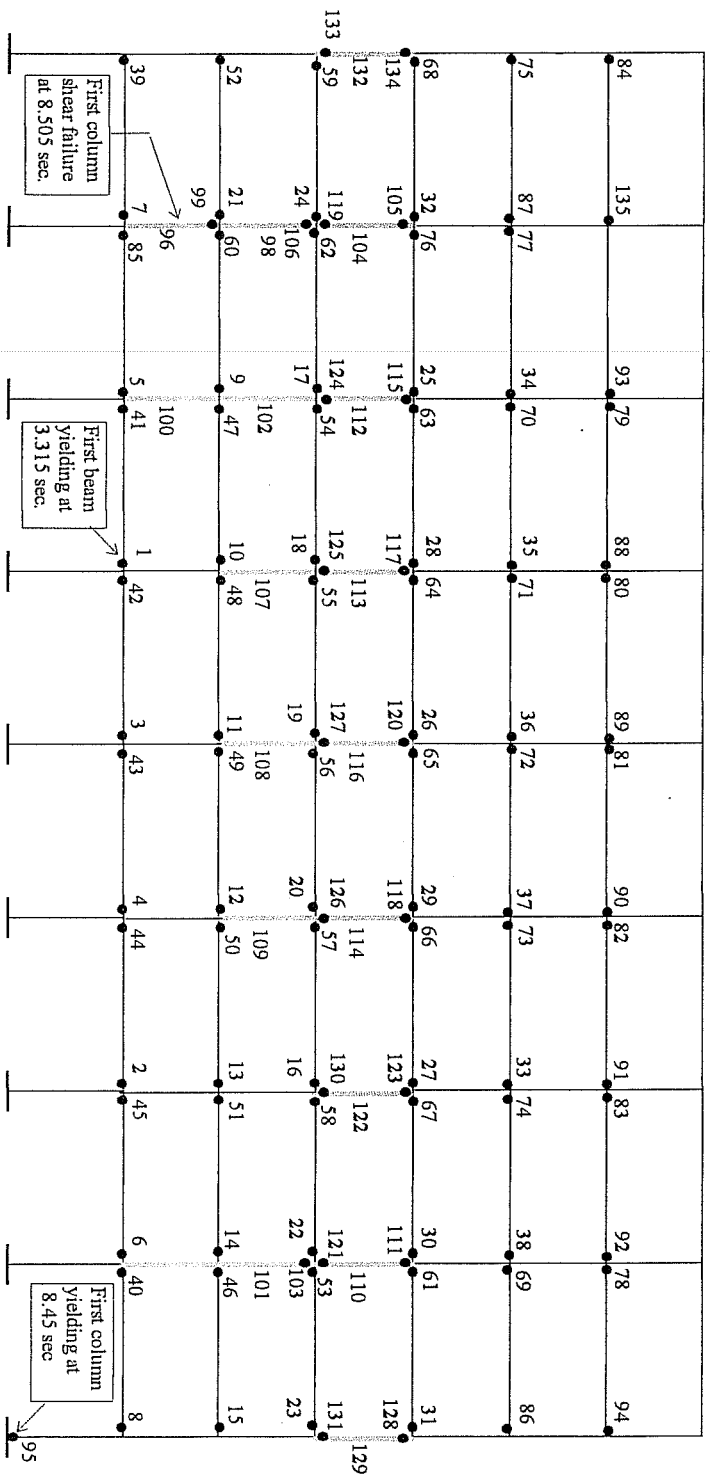 84 135 93 79 88 80 89 81 90 82 91 83 92 78 94
75 87 77 34 70 35 71 36 72 37 73 33 74 38 69 86
68 32 76 25 63 28 64 26 65 29 66 27 67 30 61 31
134 105 115 117 120 118 123 111 128
132 104 112 113 116 114 122 110 129
133 119 124 125 127 126 130 121 131
59 24 62 17 54 18 55 19 56 20 57 16 58 22 53 23
106 103
98 102 107 108 109 101
52 21 60 9 47 10 48 11 49 12 50 13 51 14 46 15
99
96 100
39 7 85 5 41 1 42 3 43 4 44 2 45 6 40 8
First column
shear failure
at 8.505 sec.
First beam
yielding at
3.315 sec.
First column
yielding at
8.45 sec
95